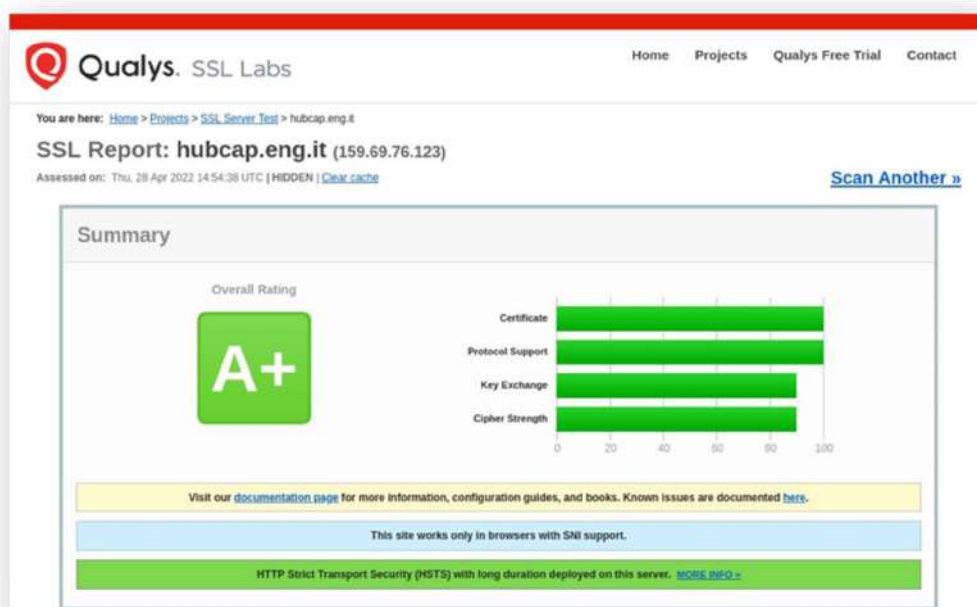 Qualys. SSL Labs
Home Projects Qualys Free Trial Contact
You are here: Home > Projects > SSL Server Test > hubcap.eng.it
SSL Report: hubcap.eng.it (159.69.76.123)
Assessed on: Thu, 28 Apr 2022 14:54:38 UTC | HIDDEN | Clear cache
Scan Another »
Summary
Overall Rating
A+
Certificate
Protocol Support
Key Exchange
Cipher Strength
0 20 40 60 80 100
Visit our documentation page for more information, configuration guides, and books. Known issues are documented here.
This site works only in browsers with SNI support.
HTTP Strict Transport Security (HSTS) with long duration deployed on this server. MORE INFO »